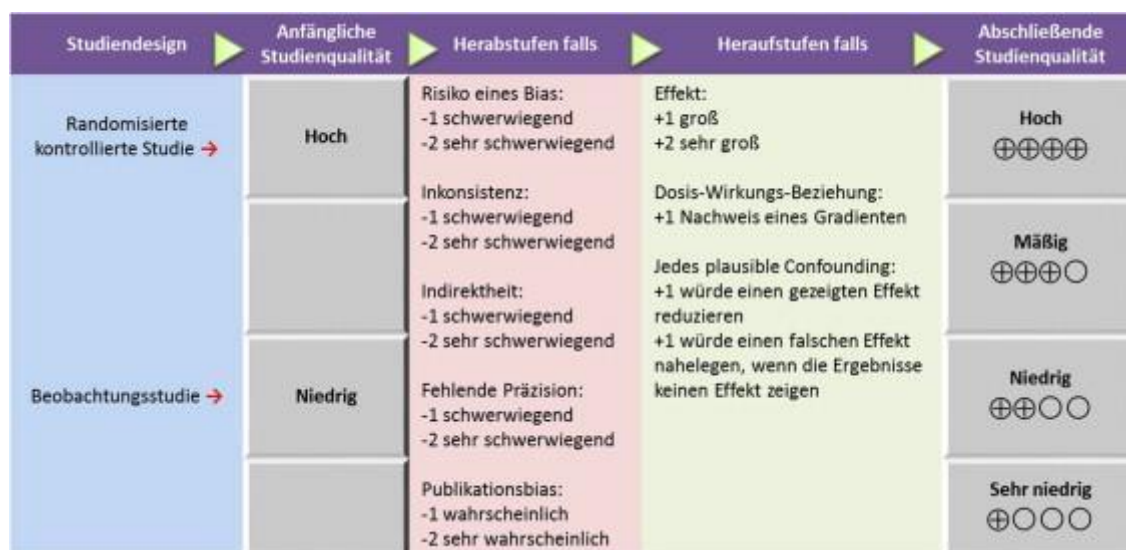 Studiendesign
Anfängliche
Studienqualität
Herabstufen falls
Heraufstufen falls
Abschließende
Studienqualität
Randomisierte
kontrollierte Studie →
Beobachtungsstudie →
Hoch
Niedrig
Risiko eines Bias:
-1 schwerwiegend
-2 sehr schwerwiegend
Inkonsistenz:
-1 schwerwiegend
-2 sehr schwerwiegend
Indirektheit:
-1 schwerwiegend
-2 sehr schwerwiegend
Fehlende Präzision:
-1 schwerwiegend
-2 sehr schwerwiegend
Publikationsbias:
-1 wahrscheinlich
-2 sehr wahrscheinlich
Effekt:
+1 groß
+2 sehr groß
Dosis-Wirkungs-Beziehung:
+1 Nachweis eines Gradienten
Jedes plausible Confounding:
+1 würde einen gezeigten Effekt
reduzieren
+1 würde einen falschen Effekt
nahelegen, wenn die Ergebnisse
keinen Effekt zeigen
Hoch
⊕⊕⊕⊕
Mäßig
⊕⊕⊕○
Niedrig
⊕⊕○○
Sehr niedrig
⊕○○○